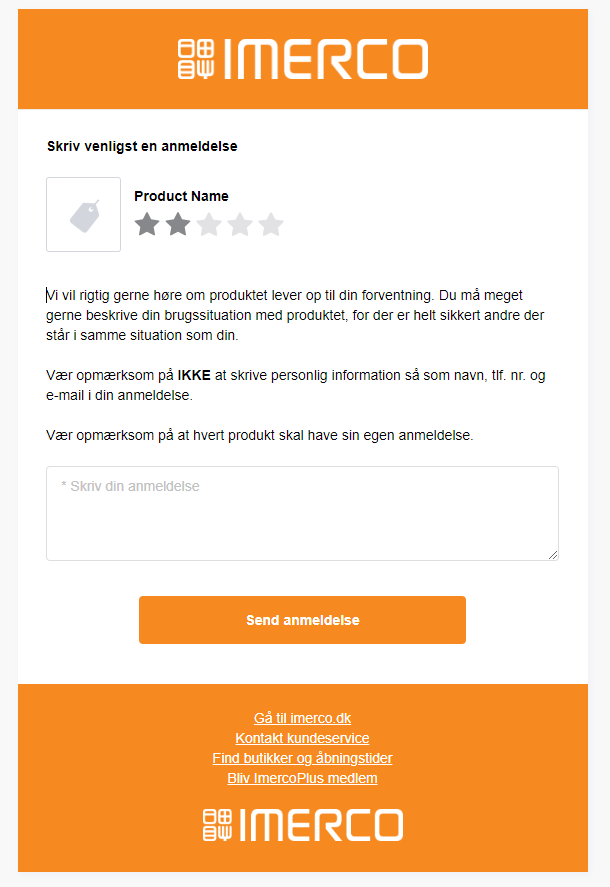 IMERCO
Skriv venligst en anmeldelse
Product Name
Vi vil rigtig gerne høre om produktet lever op til din forventning. Du må meget
gerne beskrive din brugssituation med produktet, for der er helt sikkert andre der
står i samme situation som din.
Vær opmærksom på IKKE at skrive personlig information så som navn, tlf. nr. og
e-mail i din anmeldelse.
Vær opmærksom på at hvert produkt skal have sin egen anmeldelse.
* Skriv din anmeldelse
Send anmeldelse
Gå til imerco.dk
Kontakt kundeservice
Find butikker og åbningstider
Bliv ImercoPlus medlem
IMERCO